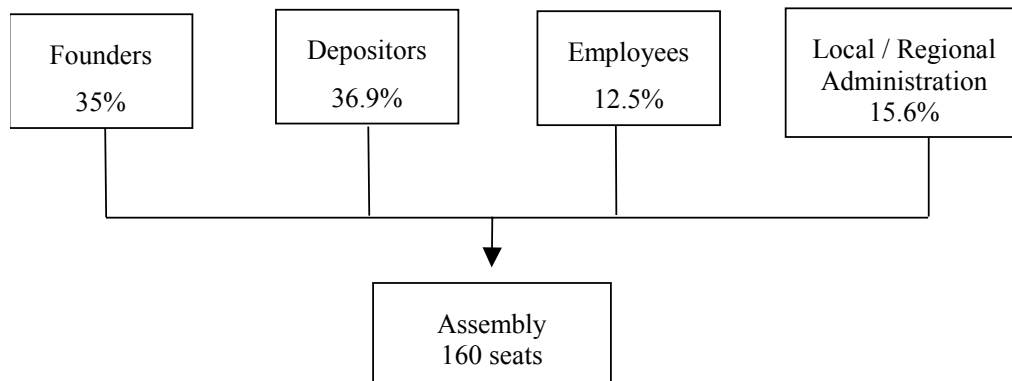 Founders
35%
Depositors
36.9%
Employees
12.5%
Local / Regional
Administration
15.6%
Assembly
160 seats